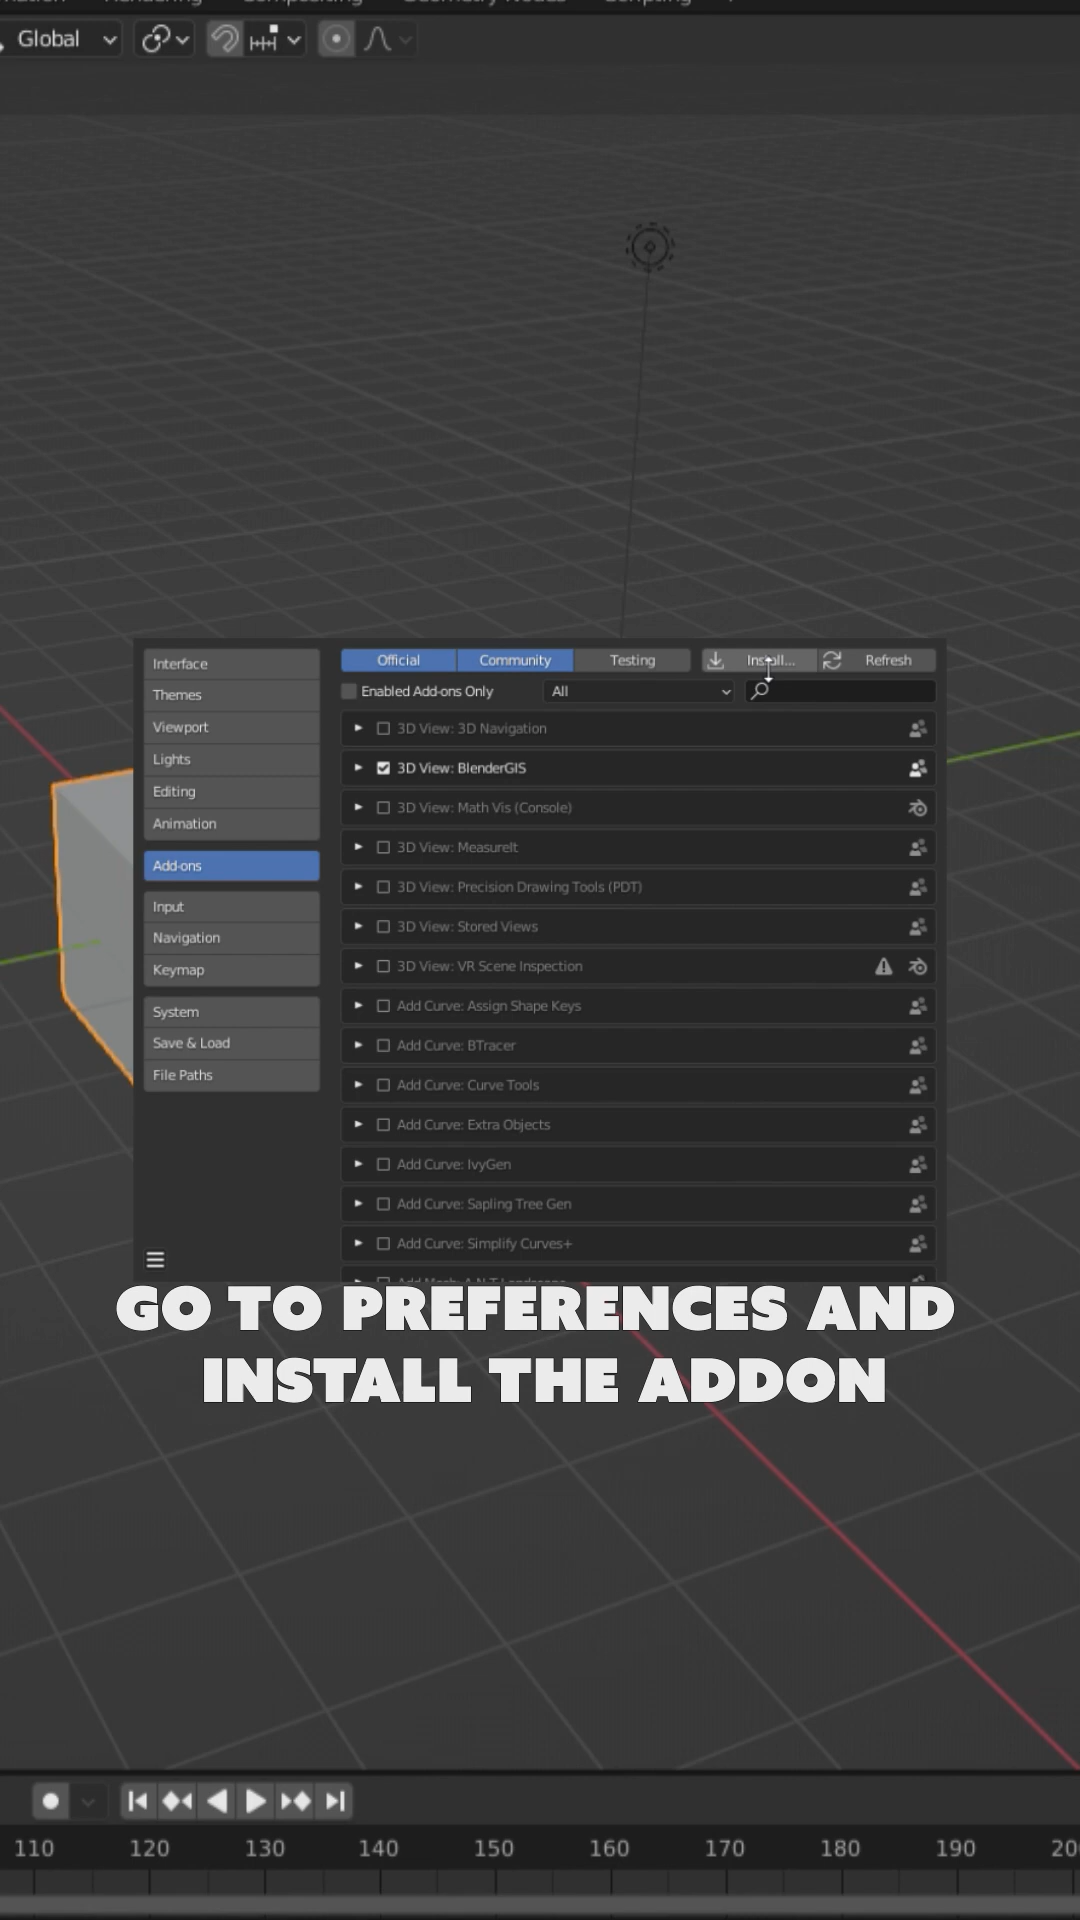 Global
Official Community Testing Install... Refresh
Enabled Add-ons Only All
Interface
Themes
Viewport
Lights
Editing
Animation
Add-ons
Input
Navigation
Keymap
System
Save & Load
File Paths
3D View: 3D Navigation
3D View: BlenderGIS
3D View: Math Vis (Console)
3D View: MeasureIt
3D View: Precision Drawing Tools (PDT)
3D View: Stored Views
3D View: VR Scene Inspection
Add Curve: Assign Shape Keys
Add Curve: BTracer
Add Curve: Curve Tools
Add Curve: Extra Objects
Add Curve: IvyGen
Add Curve: Sapling Tree Gen
Add Curve: Simplify Curves+
GO TO PREFERENCES AND
INSTALL THE ADDON
110 120 130 140 150 160 170 180 190